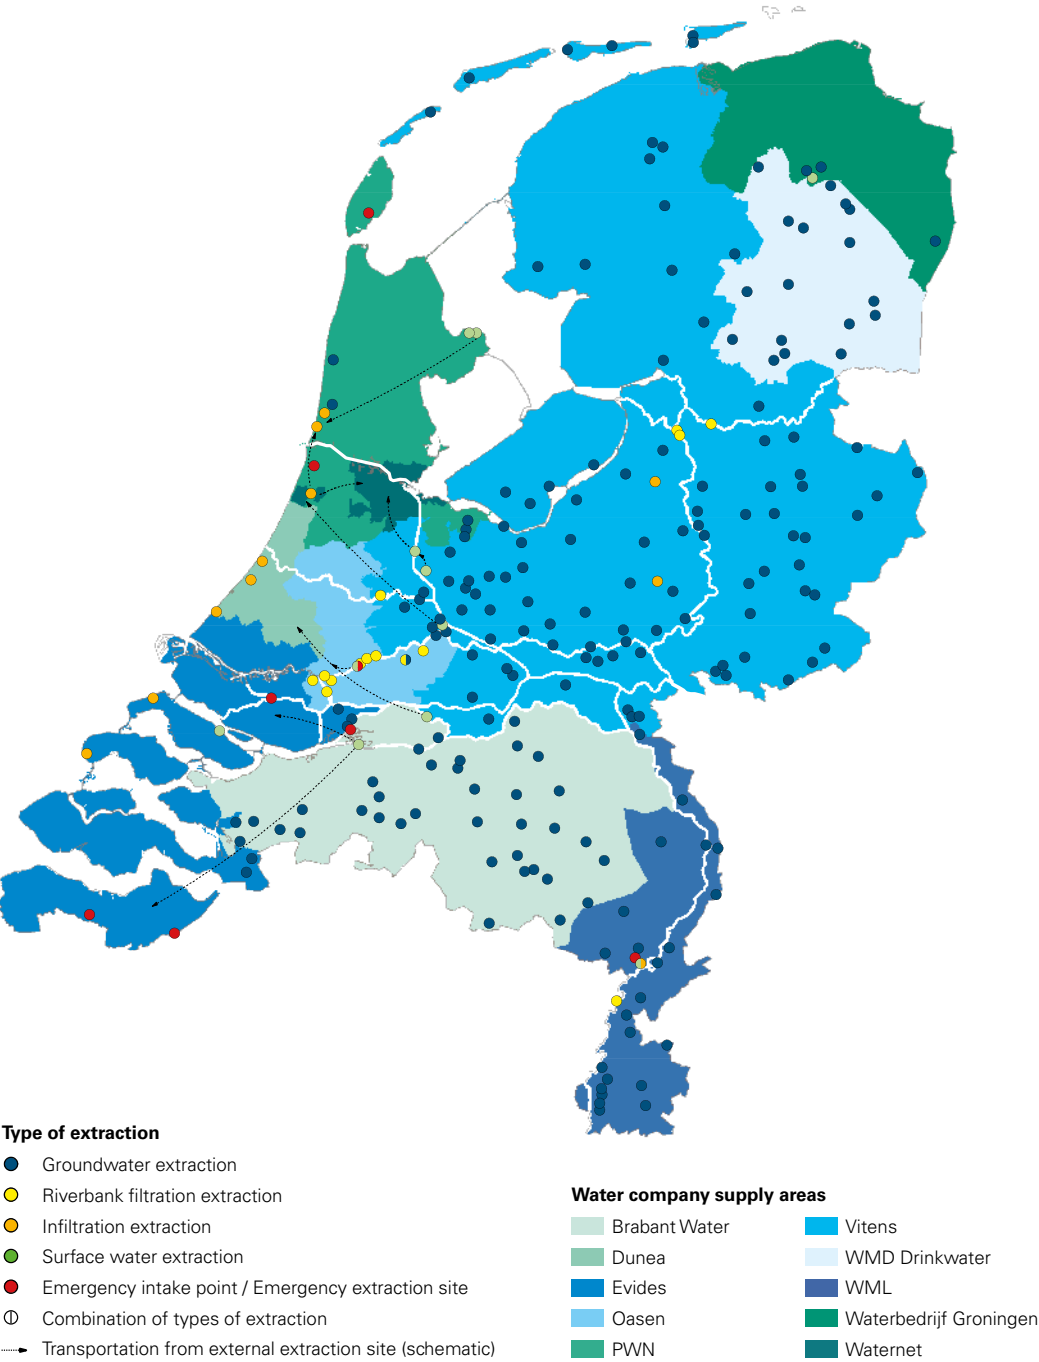 Type of extraction
Groundwater extraction
Riverbank filtration extraction
Infiltration extraction
Surface water extraction
Emergency intake point / Emergency extraction site
Combination of types of extraction
Transportation from external extraction site (schematic)
Water company supply areas
Brabant Water
Dunea
Evides
Oasen
PWN
Vitens
WMD Drinkwater
WML
Waterbedrijf Groningen
Waternet